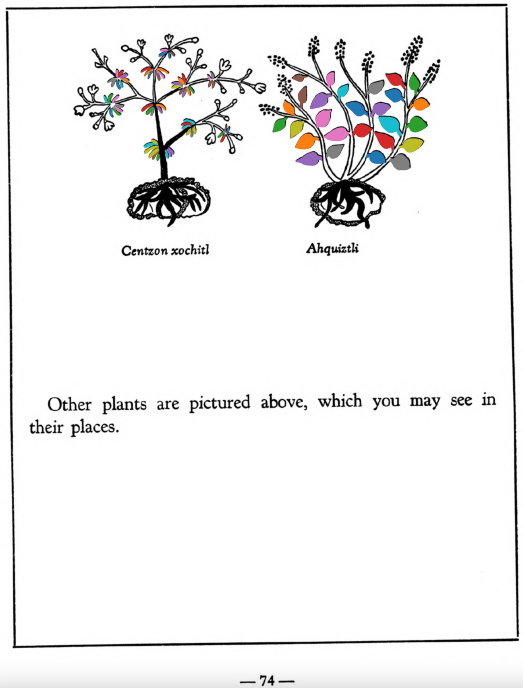 Centzon xochitl
Ahquiztli
Other plants are pictured above, which you may see in
their places.
— 74 —